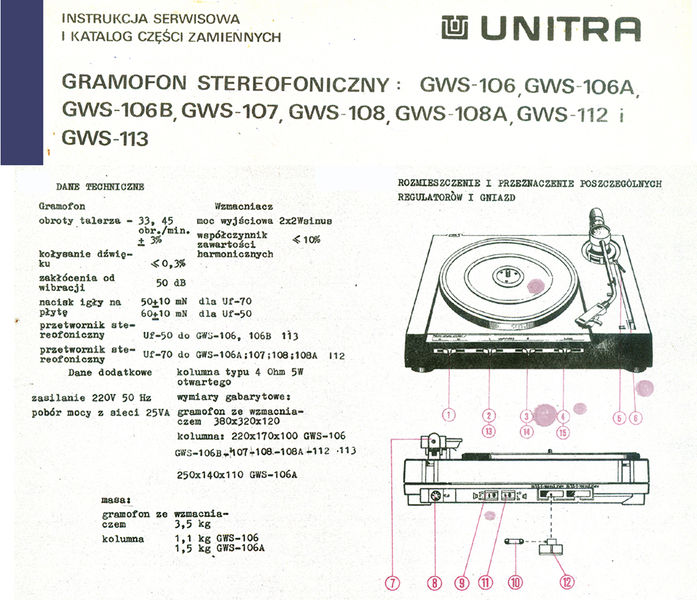 INSTRUKCJA SERWISOWA
I KATALOG CZĘŚCI ZAMIENNYCH
UNITRA
GRAMOFON STEREOFONICZNY: GWS-106, GWS-106A,
GWS-106B, GWS-107, GWS-108, GWS-108A, GWS-112 i
GWS-113
DANE TECHNICZNE
Gramofon
obroty talerza - 33, 45
obr./min.
± 3%
kołysanie dźwię-
ku ≤ 0,3%
zakłócenia od
wibracji 50 dB
nacisk igły na 50±10 mN dla Uf-70
płytę 60±10 mN dla Uf-50
przetwornik ste-
reofoniczny Uf-50 do GWS-106, 106B 113
przetwornik ste-
reofoniczny Uf-70 do GWS-106A;107;108;108A 112
Wzmacniacz
moc wyjściowa 2x2Wsinus
współczynnik
zawartości ≤ 10%
harmonicznych
Dane dodatkowe
kolumna typu 4 Ohm 5W
otwartego
zasilanie 220V 50 Hz
wymiary gabarytowe:
pobór mocy z sieci 25VA
gramofon ze wzmacnia-
czem 380x320x120
kolumna: 220x170x100 GWS-106
GWS-106B-107-108-108A-112 113
250x140x110 GWS-106A
masa:
gramofon ze wzmacnia-
czem 3,5 kg
kolumna 1,1 kg GWS-106
1,5 kg GWS-106A
ROZMIESZCZENIE I PRZEZNACZENIE POSZCZEGÓLNYCH
REGULATORÓW I GNIAZD
1 2 3 4 5 6
13 14 15
7 8 9 11 10 12